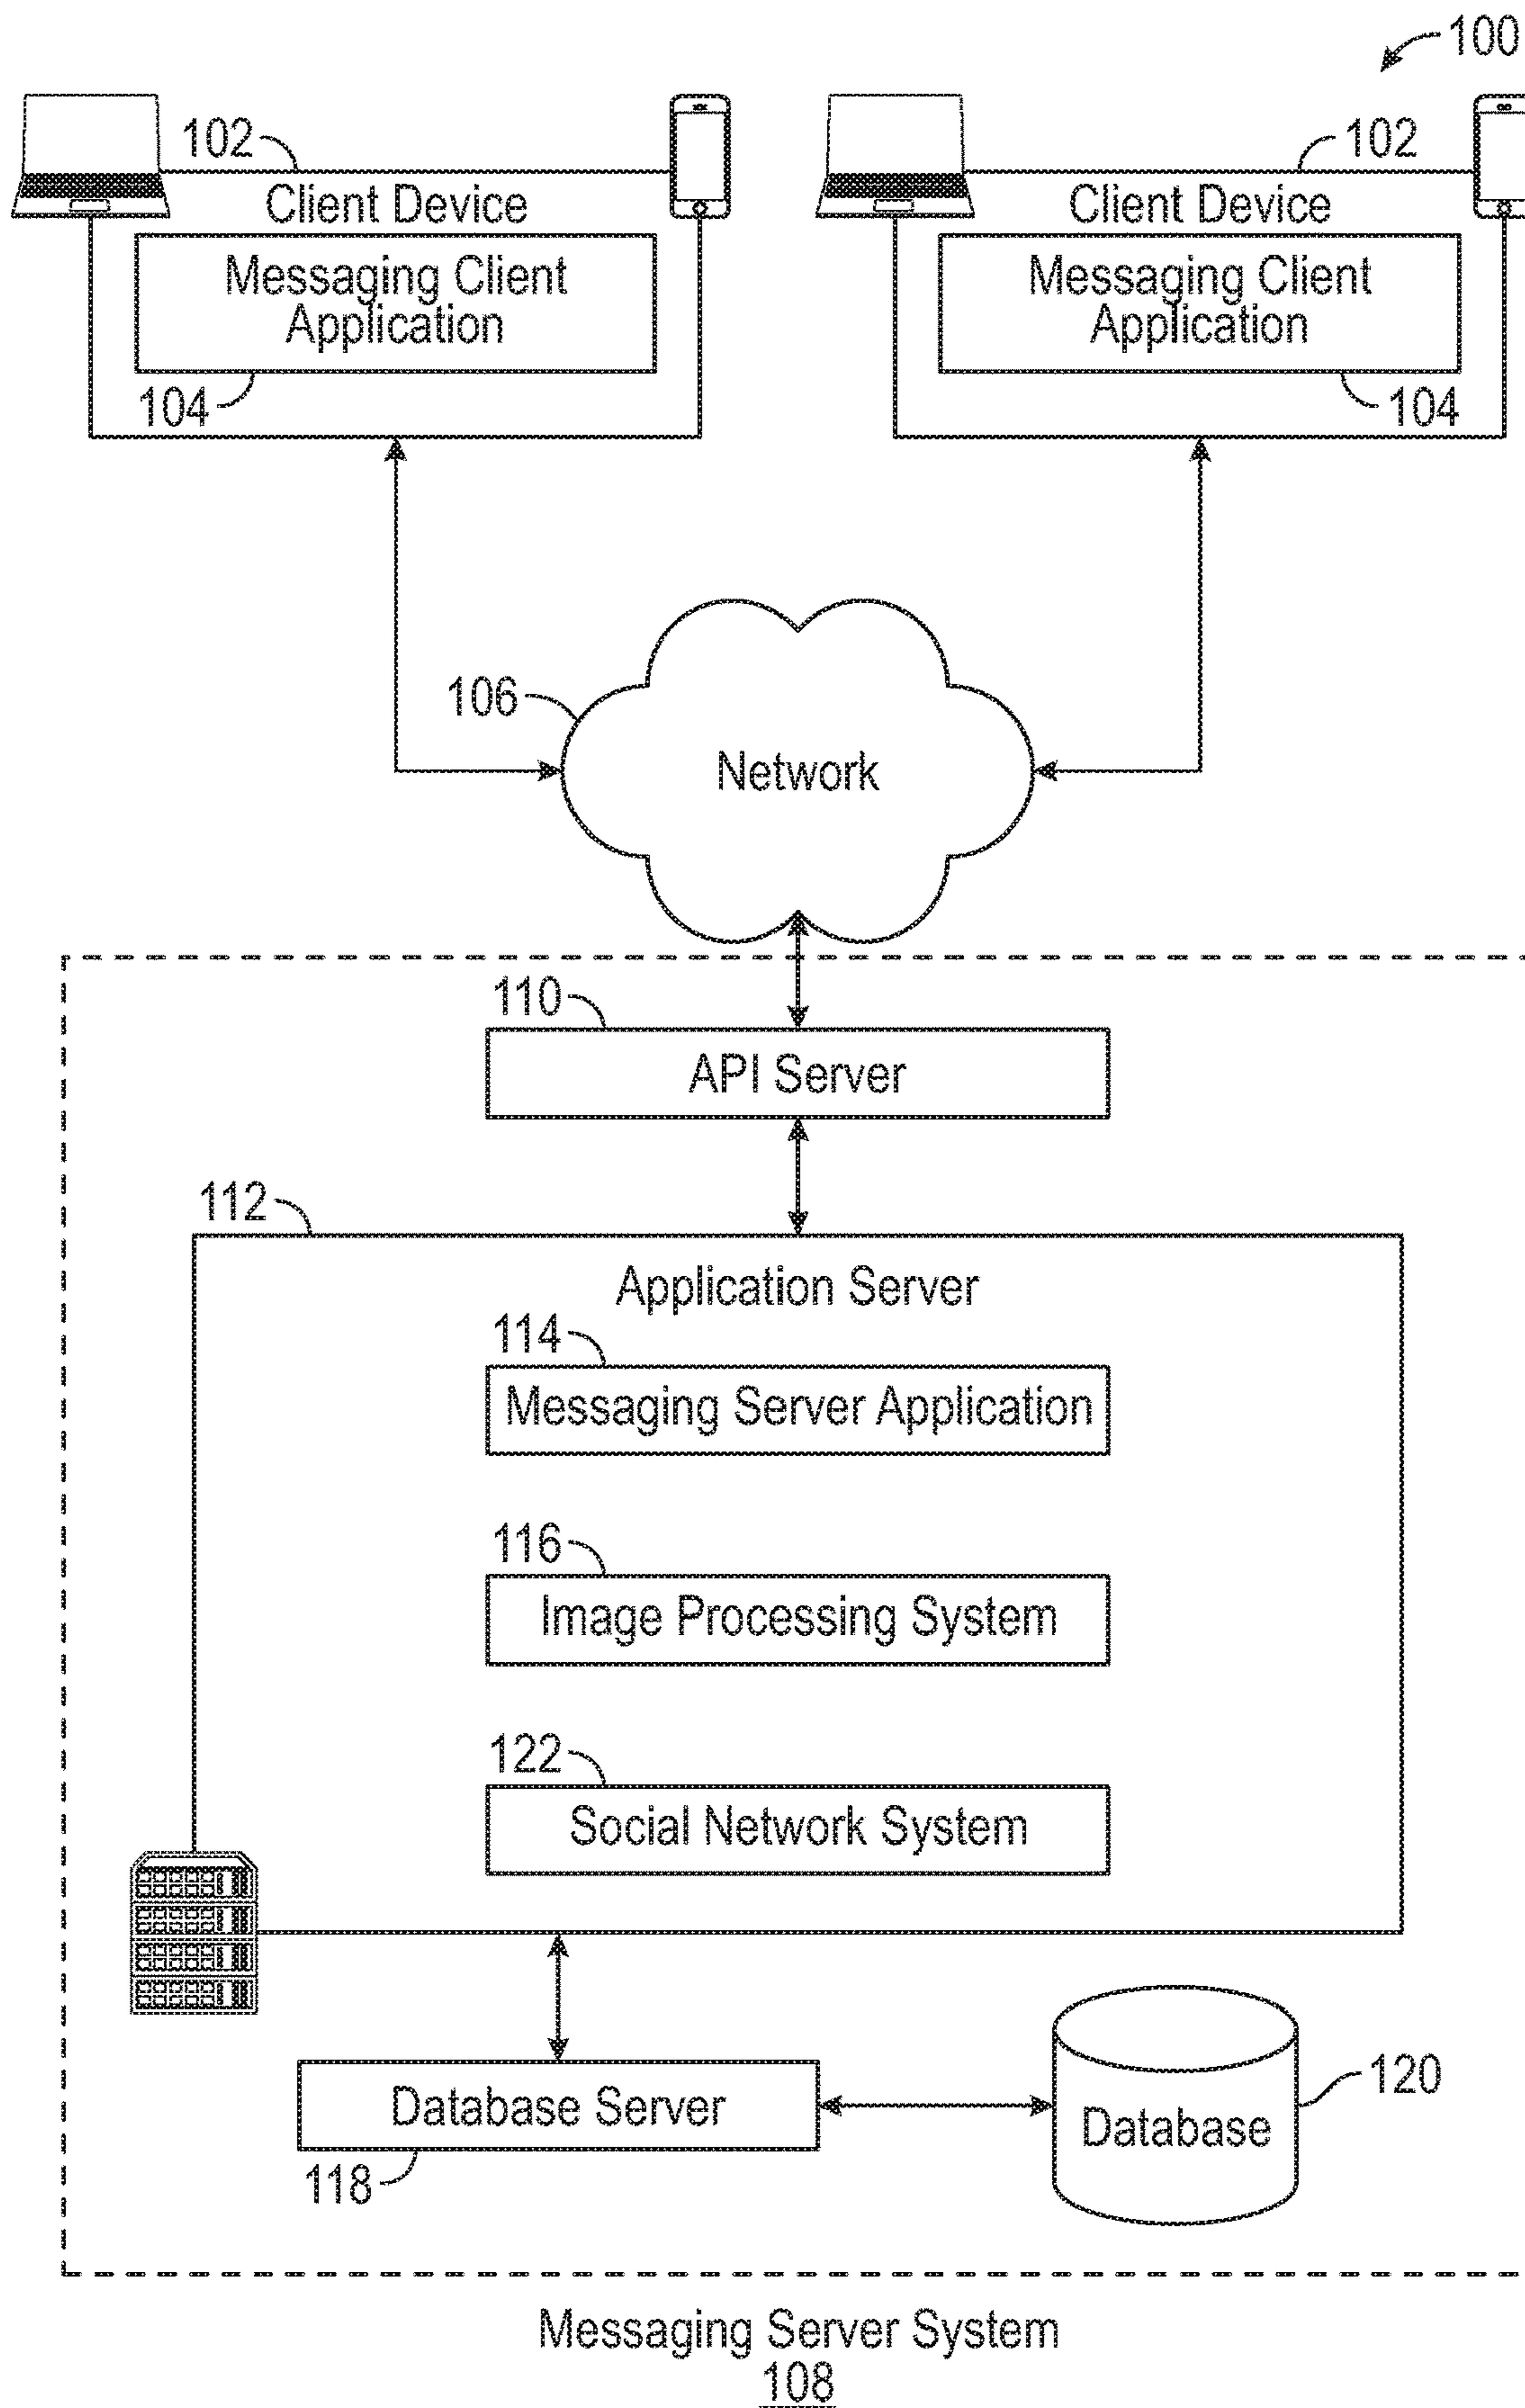 100
102
102
Client Device
Client Device
Messaging Client
Application
Messaging Client
Application
104
104
106
Network
110
API Server
112
Application Server
114
Messaging Server Application
116
Image Processing System
122
Social Network System
Database Server
118
Database
120
Messaging Server System
108